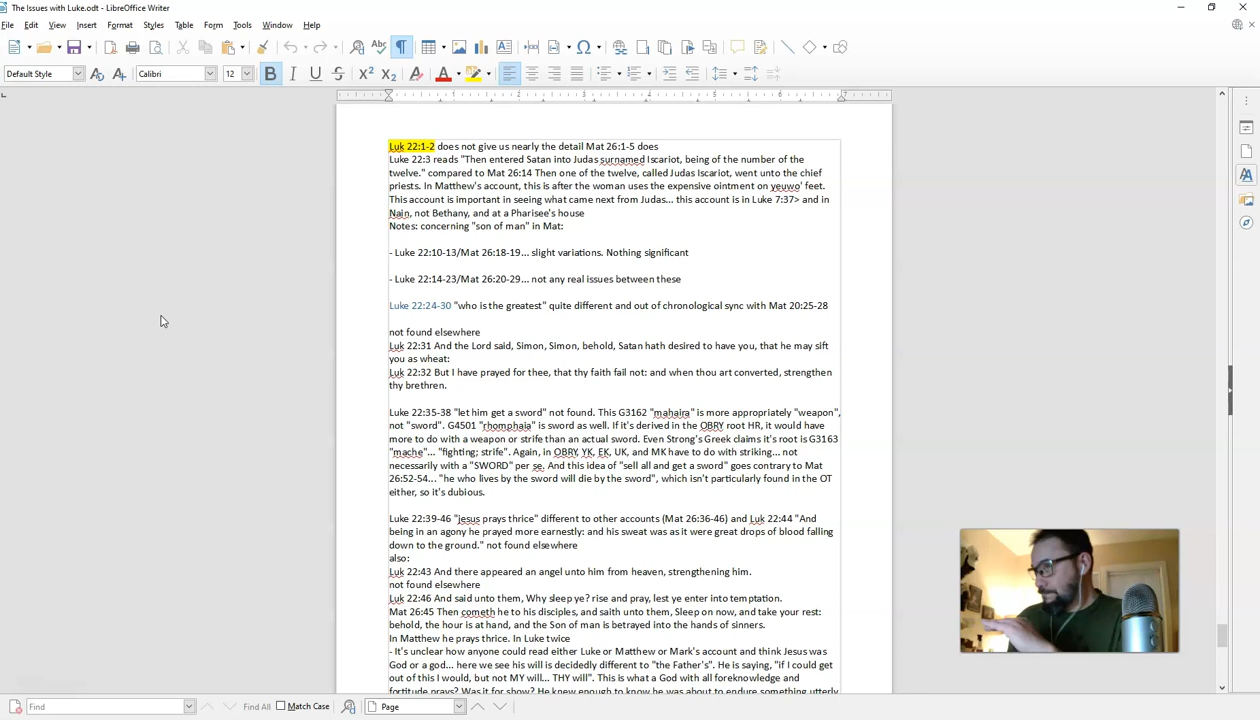 The Issues with Luke.odt - LibreOffice Writer
File Edit View Insert Format Styles Table Form Tools Window Help
Default Style Calibri 12
1 2 3 4 5 6 7
Luk 22:1-2 does not give us nearly the detail Mat 26:1-5 does
Luke 22:3 reads "Then entered Satan into Judas surnamed Iscariot, being of the number of the
twelve." compared to Mat 26:14 Then one of the twelve, called Judas Iscariot, went unto the chief
priests. In Matthew's account, this is after the woman uses the expensive ointment on yeuwo' feet.
This account is important in seeing what came next from Judas... this account is in Luke 7:37> and in
Nain, not Bethany, and at a Pharisee's house
Notes: concerning "son of man" in Mat:
- Luke 22:10-13/Mat 26:18-19... slight variations. Nothing significant
- Luke 22:14-23/Mat 26:20-29... not any real issues between these
Luke 22:24-30 "who is the greatest" quite different and out of chronological sync with Mat 20:25-28
not found elsewhere
Luk 22:31 And the Lord said, Simon, Simon, behold, Satan hath desired to have you, that he may sift
you as wheat:
Luk 22:32 But I have prayed for thee, that thy faith fail not: and when thou art converted, strengthen
thy brethren.
Luke 22:35-38 "let him get a sword" not found. This G3162 "mahaira" is more appropriately "weapon",
not "sword". G4501 "rhomphaia" is sword as well. If it's derived in the OBRY root HR, it would have
more to do with a weapon or strife than an actual sword. Even Strong's Greek claims it's root is G3163
"mache"... "fighting; strife". Again, in OBRY, YK, EK, UK, and MK have to do with striking... not
necessarily with a "SWORD" per se. And this idea of "sell all and get a sword" goes contrary to Mat
26:52-54... "he who lives by the sword will die by the sword", which isn't particularly found in the OT
either, so it's dubious.
Luke 22:39-46 "jesus prays thrice" different to other accounts (Mat 26:36-46) and Luk 22:44 "And
being in an agony he prayed more earnestly: and his sweat was as it were great drops of blood falling
down to the ground." not found elsewhere
also:
Luk 22:43 And there appeared an angel unto him from heaven, strengthening him.
not found elsewhere
Luk 22:46 And said unto them, Why sleep ye? rise and pray, lest ye enter into temptation.
Mat 26:45 Then cometh he to his disciples, and saith unto them, Sleep on now, and take your rest:
behold, the hour is at hand, and the Son of man is betrayed into the hands of sinners.
In Matthew he prays thrice. In Luke twice
- It's unclear how anyone could read either Luke or Matthew or Mark's account and think Jesus was
God or a god... here we see his will is decidedly different to "the Father's". He is saying, "if I could get
out of this I would, but not MY will... THY will". This is what a God with all foreknowledge and
fortitude prays? Was it for show? He knew enough to know he was about to endure something utterly
Find Find All Match Case Page